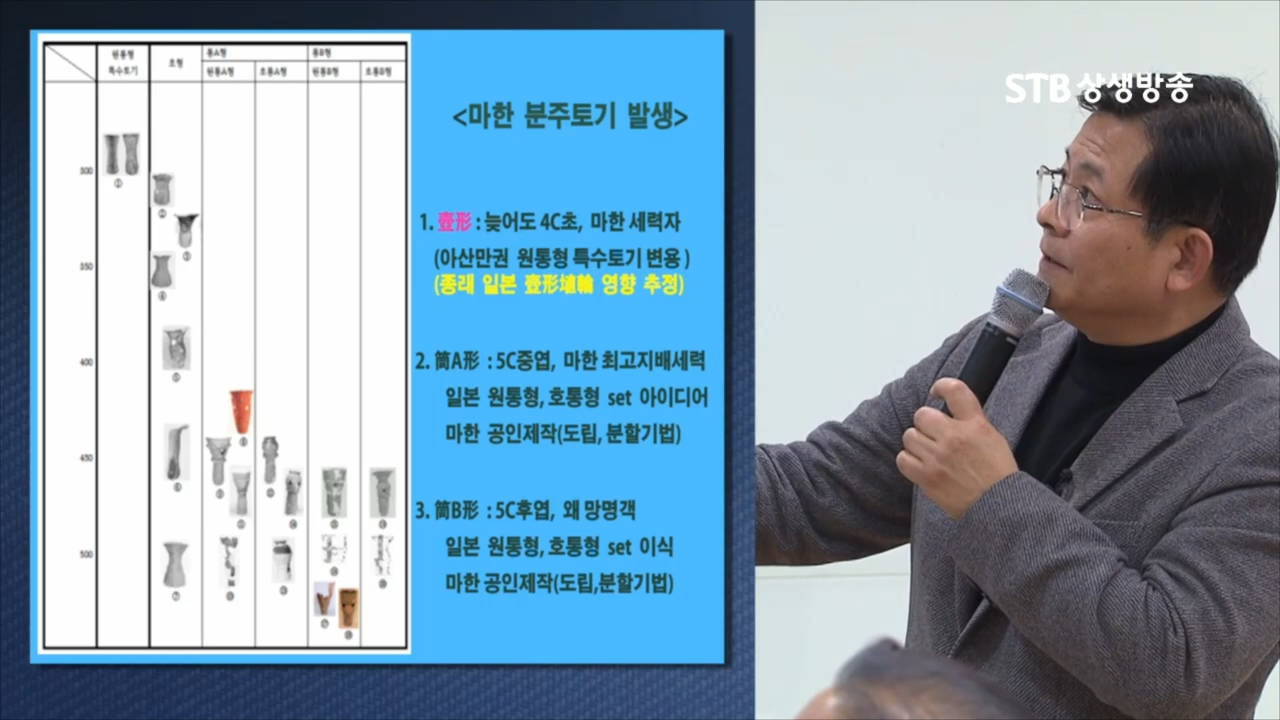 STB 상생방송
원통형
특수토기
호형
통A형
통B형
원통A형
호통A형
원통B형
호통B형
300
350
400
450
500
<마한 분주토기 발생>
1. 壺形 : 늦어도 4C초, 마한 세력자
(아산만권 원통형 특수토기 변용 )
(종래 일본 壺形埴輪 영향 추정)
2. 筒A形 : 5C중엽, 마한 최고지배세력
일본 원통형, 호통형 set 아이디어
마한 공인제작(도립, 분할기법)
3. 筒B形 : 5C후엽, 왜 망명객
일본 원통형, 호통형 set 이식
마한 공인제작(도립,분할기법)